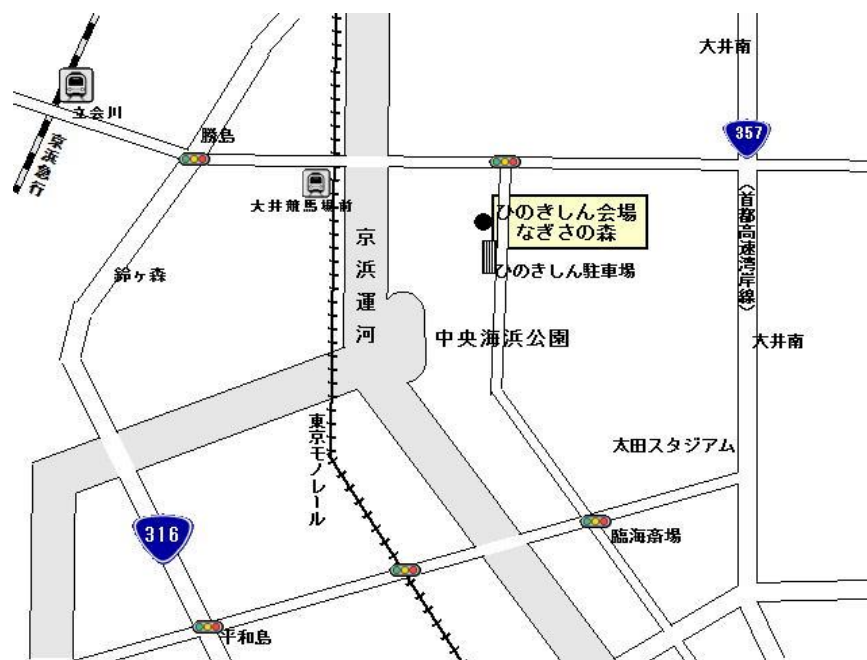 大井南
立会川
勝島
357
京浜急行
大井競馬場前
ひのきしん会場
なぎさの森
《首都高速湾岸線》
京浜運河
ひのきしん駐車場
鈴ヶ森
中央海浜公園
大井南
東京モノレール
太田スタジアム
316
臨海斎場
平和島